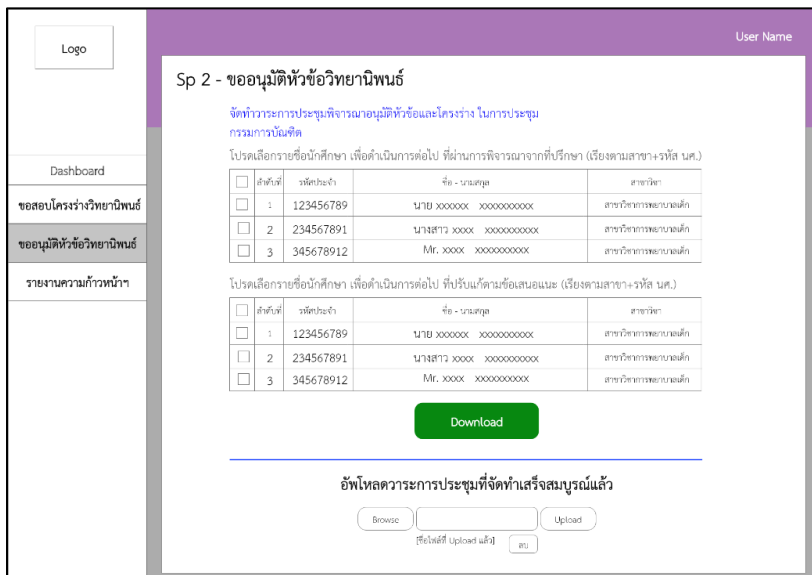 Logo
User Name
Sp 2 - ขออนุมัติหัวข้อวิทยานิพนธ์
จัดทำวาระการประชุมพิจารณาอนุมัติหัวข้อและโครงร่าง ในการประชุม
กรรมการบัณฑิต
Dashboard
ขอสอบโครงร่างวิทยานิพนธ์
ขออนุมัติหัวข้อวิทยานิพนธ์
รายงานความก้าวหน้าฯ
โปรดเลือกรายชื่อนักศึกษา เพื่อดำเนินการต่อไป ที่ผ่านการพิจารณาจากที่ปรึกษา (เรียงตามสาขา+รหัส นศ.)
ลำดับที่ รหัสประจำ ชื่อ - นามสกุล สาขาวิชา
1 123456789 นาย xxxxxx xxxxxxxxxx สาขาวิชาการพยาบาลเด็ก
2 234567891 นางสาว xxxx xxxxxxxxxx สาขาวิชาการพยาบาลเด็ก
3 345678912 Mr. xxxx xxxxxxxxxx สาขาวิชาการพยาบาลเด็ก
โปรดเลือกรายชื่อนักศึกษา เพื่อดำเนินการต่อไป ที่ปรับแก้ตามข้อเสนอแนะ (เรียงตามสาขา+รหัส นศ.)
ลำดับที่ รหัสประจำ ชื่อ - นามสกุล สาขาวิชา
1 123456789 นาย xxxxxx xxxxxxxxxx สาขาวิชาการพยาบาลเด็ก
2 234567891 นางสาว xxxx xxxxxxxxxx สาขาวิชาการพยาบาลเด็ก
3 345678912 Mr. xxxx xxxxxxxxxx สาขาวิชาการพยาบาลเด็ก
Download
อัพโหลดวาระการประชุมที่จัดทำเสร็จสมบูรณ์แล้ว
Browse Upload
[ชื่อไฟล์ที่ Upload แล้ว] ลบ